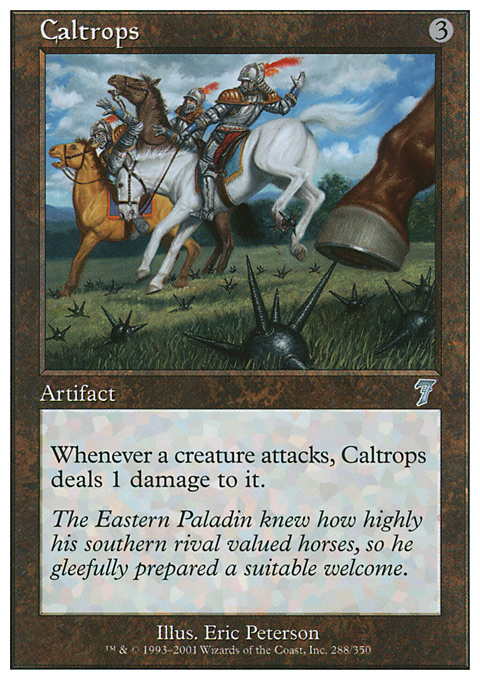 Caltrops 3
Artifact
Whenever a creature attacks, Caltrops
deals 1 damage to it.
The Eastern Paladin knew how highly
his southern rival valued horses, so he
gleefully prepared a suitable welcome.
Illus. Eric Peterson
™ & © 1993–2001 Wizards of the Coast, Inc. 288/350